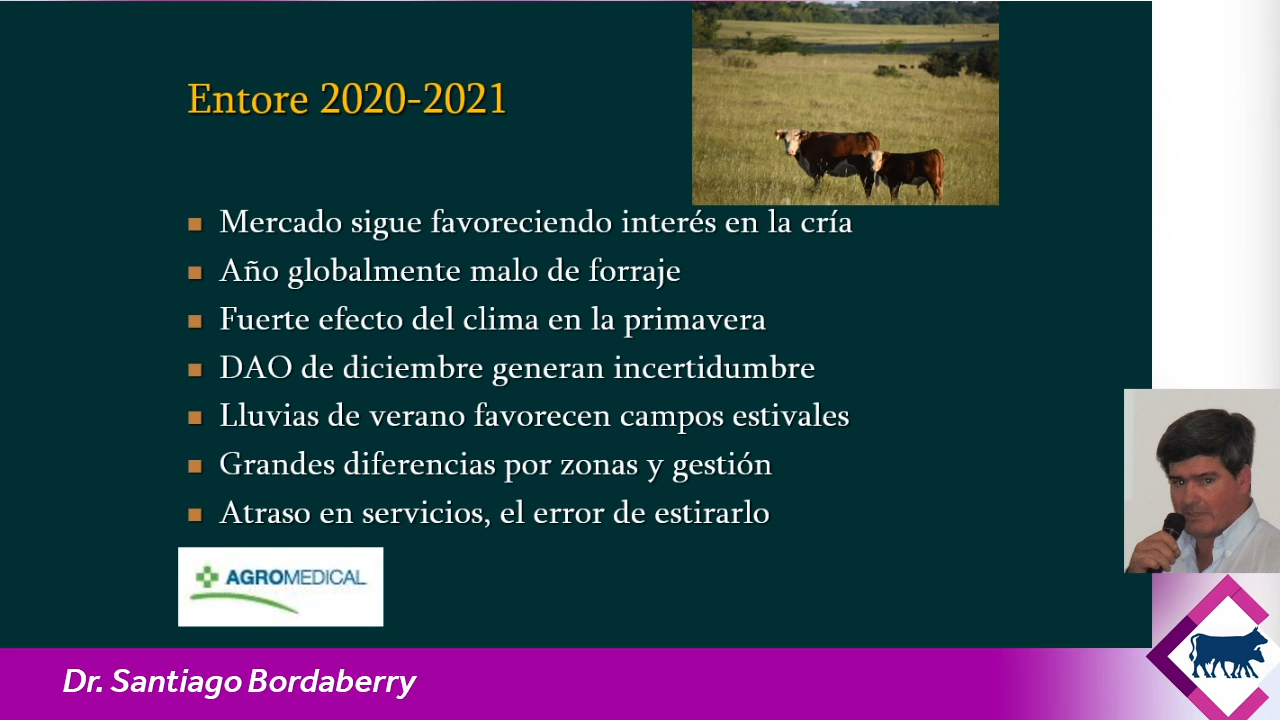 Entore 2020-2021
Mercado sigue favoreciendo interés en la cría
Año globalmente malo de forraje
Fuerte efecto del clima en la primavera
DAO de diciembre generan incertidumbre
Lluvias de verano favorecen campos estivales
Grandes diferencias por zonas y gestión
Atraso en servicios, el error de estirarlo
AGROMEDICAL
Dr. Santiago Bordaberry